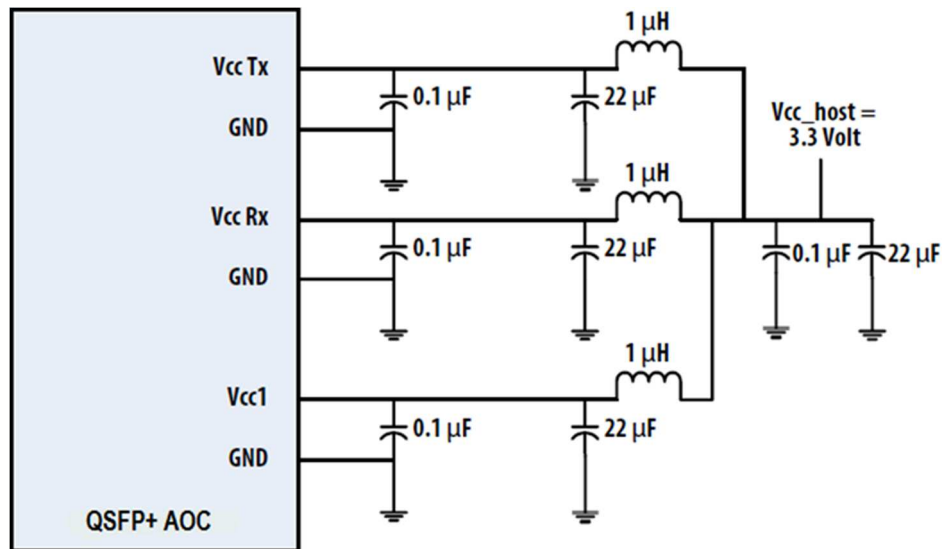 1 µH
Vcc Tx
0.1 µF
22 µF
Vcc_host =
3.3 Volt
GND
1 µH
Vcc Rx
0.1 µF
22 µF
0.1 µF
22 µF
GND
1 µH
Vcc1
0.1 µF
22 µF
GND
QSFP+ AOC